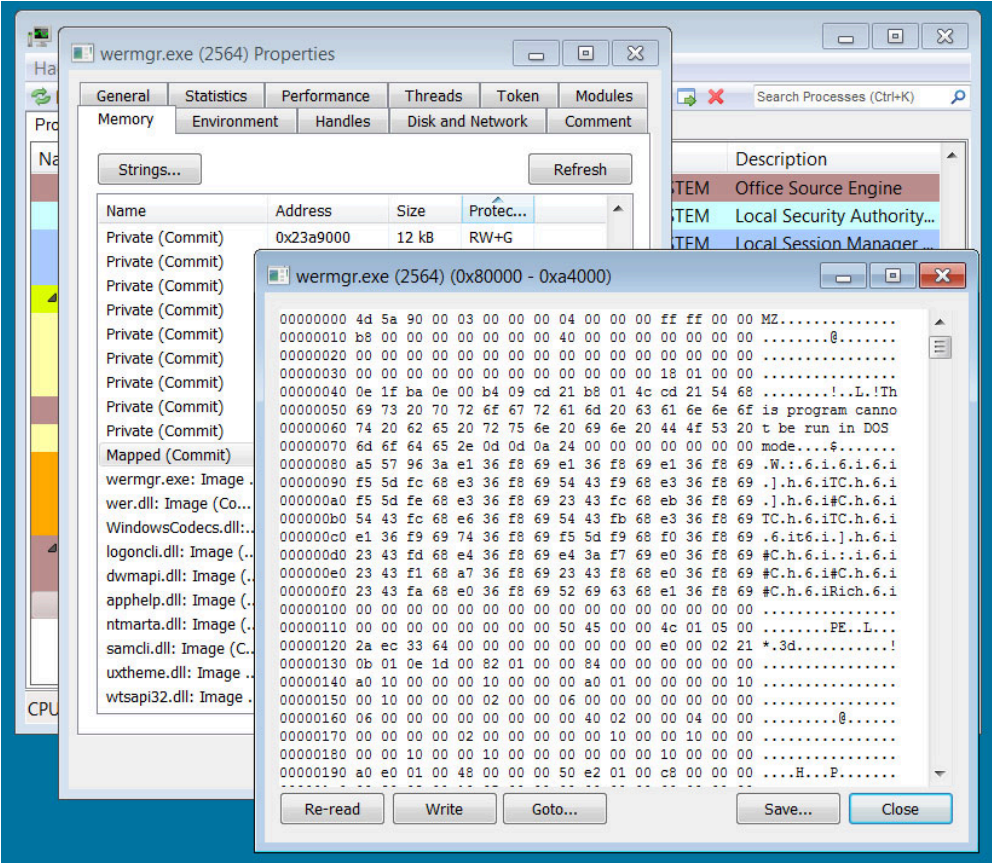 Ha
wermgr.exe (2564) Properties
General Statistics Performance Threads Token Modules
Memory Environment Handles Disk and Network Comment
Search Processes (Ctrl+K)
Pro
Na
Description
Strings... Refresh
STEM Office Source Engine
STEM Local Security Authority...
STEM Local Session Manager ...
Name Address Size Protec...
Private (Commit) 0x23a9000 12 kB RW+G
Private (Commit)
Private (Commit)
Private (Commit)
Private (Commit)
Private (Commit)
Private (Commit)
Private (Commit)
Private (Commit)
Mapped (Commit)
wermgr.exe: Image .
wer.dll: Image (Co...
WindowsCodecs.dll:..
logoncli.dll: Image (..
dwmapi.dll: Image (..
apphelp.dll: Image (..
ntmarta.dll: Image (..
samcli.dll: Image (C..
uxtheme.dll: Image ..
wtsapi32.dll: Image .
CPU
wermgr.exe (2564) (0x80000 - 0xa4000)
00000000 4d 5a 90 00 03 00 00 00 04 00 00 00 ff ff 00 00 MZ..............
00000010 b8 00 00 00 00 00 00 00 40 00 00 00 00 00 00 00 ........@.......
00000020 00 00 00 00 00 00 00 00 00 00 00 00 00 00 00 00 ................
00000030 00 00 00 00 00 00 00 00 00 00 00 00 18 01 00 00 ................
00000040 0e 1f ba 0e 00 b4 09 cd 21 b8 01 4c cd 21 54 68 ........!..L.!Th
00000050 69 73 20 70 72 6f 67 72 61 6d 20 63 61 6e 6e 6f is program canno
00000060 74 20 62 65 20 72 75 6e 20 69 6e 20 44 4f 53 20 t be run in DOS
00000070 6d 6f 64 65 2e 0d 0d 0a 24 00 00 00 00 00 00 00 mode....$.......
00000080 a5 57 96 3a e1 36 f8 69 e1 36 f8 69 e1 36 f8 69 .W.:.6.i.6.i.6.i
00000090 f5 5d fc 68 e3 36 f8 69 54 43 f9 68 e3 36 f8 69 .].h.6.iTC.h.6.i
000000a0 f5 5d fe 68 e3 36 f8 69 23 43 fc 68 eb 36 f8 69 .].h.6.i#C.h.6.i
000000b0 54 43 fc 68 e6 36 f8 69 54 43 fb 68 e3 36 f8 69 TC.h.6.iTC.h.6.i
000000c0 e1 36 f9 69 74 36 f8 69 f5 5d f9 68 f0 36 f8 69 .6.it6.i.].h.6.i
000000d0 23 43 fd 68 e4 36 f8 69 e4 3a f7 69 e0 36 f8 69 #C.h.6.i.:.i.6.i
000000e0 23 43 f1 68 a7 36 f8 69 23 43 f8 68 e0 36 f8 69 #C.h.6.i#C.h.6.i
000000f0 23 43 fa 68 e0 36 f8 69 52 69 63 68 e1 36 f8 69 #C.h.6.iRich.6.i
00000100 00 00 00 00 00 00 00 00 00 00 00 00 00 00 00 00 ................
00000110 00 00 00 00 00 00 00 00 50 45 00 00 4c 01 05 00 ........PE..L...
00000120 2a ec 33 64 00 00 00 00 00 00 00 00 e0 00 02 21 *.3d...........!
00000130 0b 01 0e 1d 00 82 01 00 00 84 00 00 00 00 00 00 ................
00000140 a0 10 00 00 00 10 00 00 00 a0 01 00 00 00 00 10 ................
00000150 00 10 00 00 00 02 00 00 06 00 00 00 00 00 00 00 ................
00000160 06 00 00 00 00 00 00 00 00 40 02 00 00 04 00 00 .........@......
00000170 00 00 00 00 02 00 00 00 00 00 10 00 00 10 00 00 ................
00000180 00 00 10 00 00 10 00 00 00 00 00 00 10 00 00 00 ................
00000190 a0 e0 01 00 48 00 00 00 50 e2 01 00 c8 00 00 00 ....H...P.......
Re-read Write Goto... Save... Close